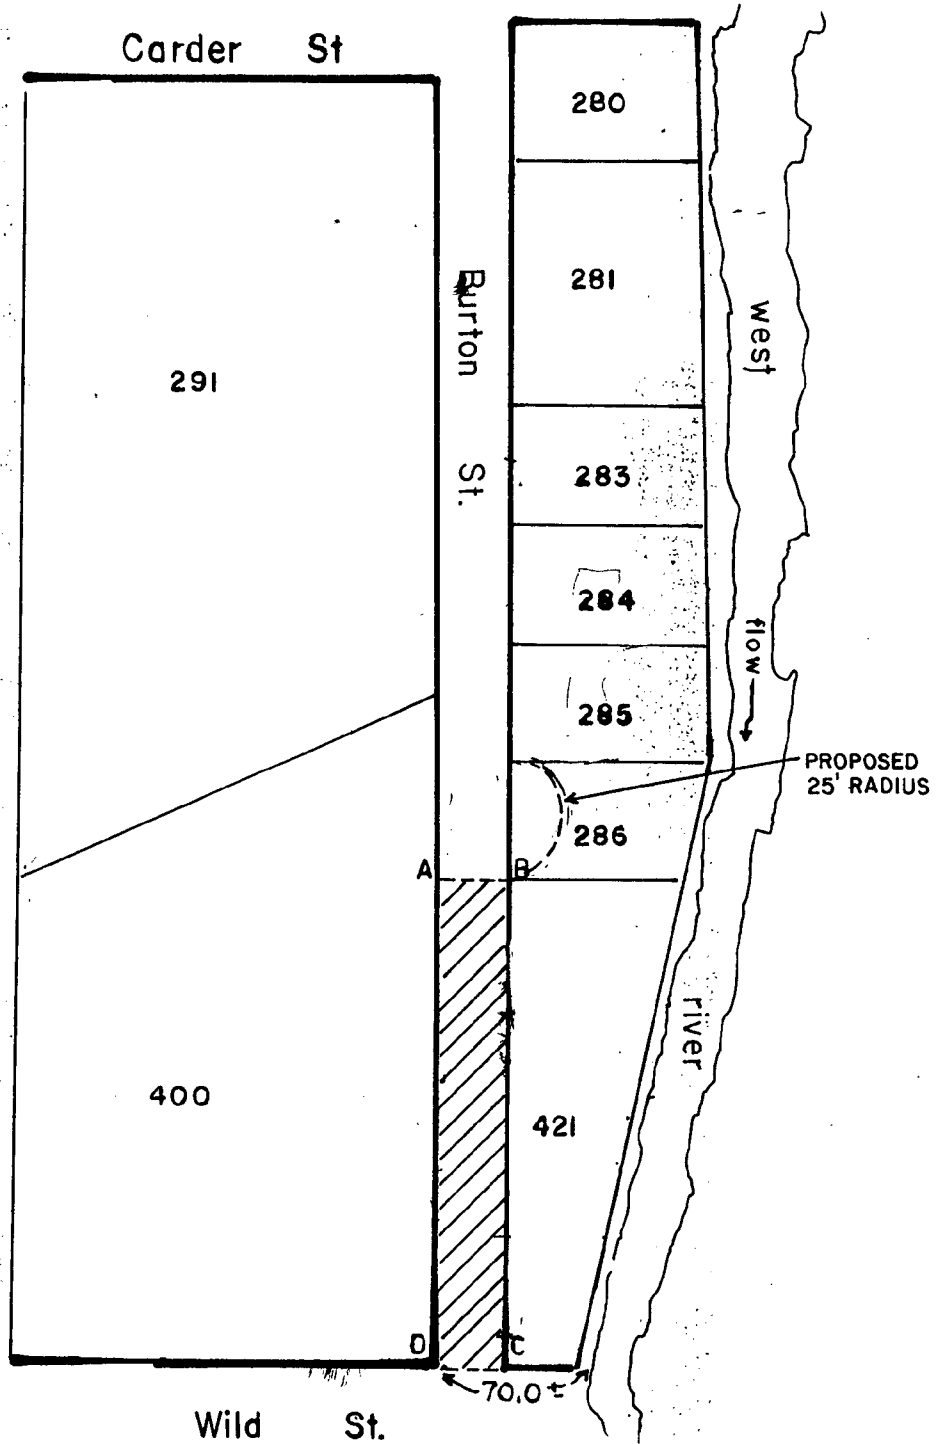 Carder St
280
281
Burton St.
west
291
283
284
flow
285
PROPOSED
25' RADIUS
286
A
B
river
400
421
D
C
70.0±
Wild St.